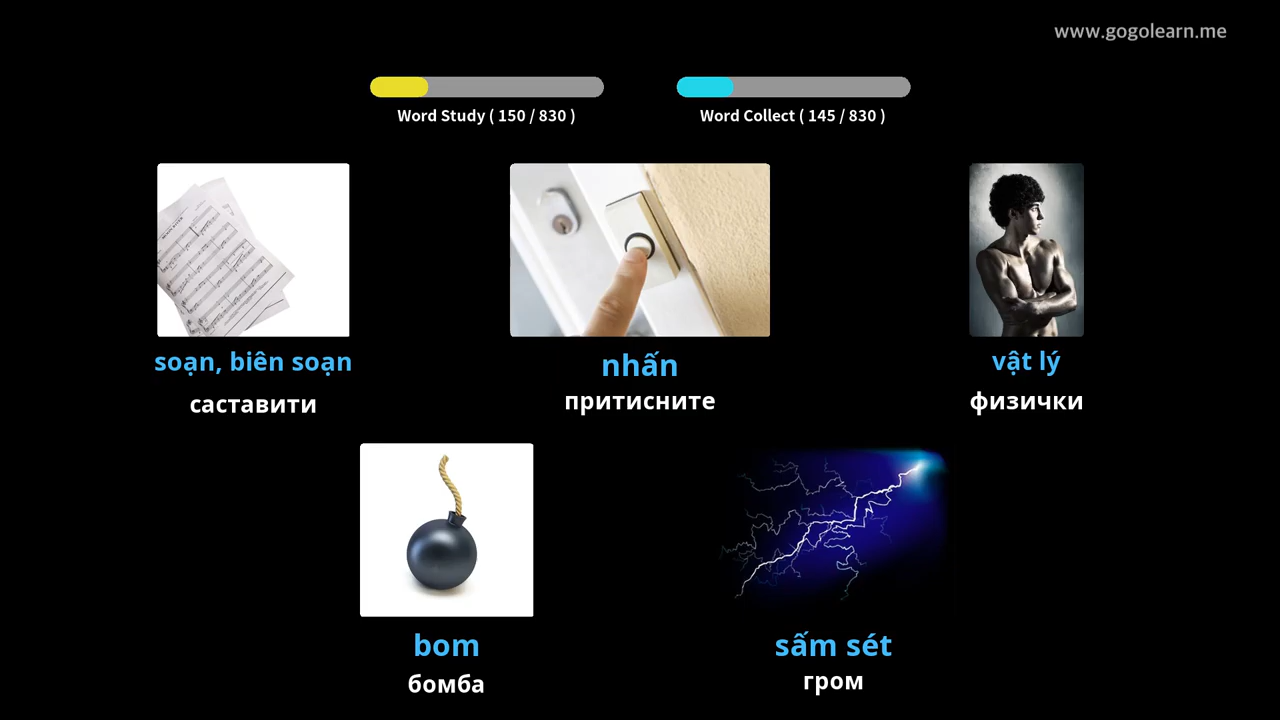 www.gogolearn.me
Word Study ( 150 / 830 )
Word Collect ( 145 / 830 )
soạn, biên soạn
саставити
nhấn
притисните
vật lý
физички
bom
бомба
sấm sét
гром